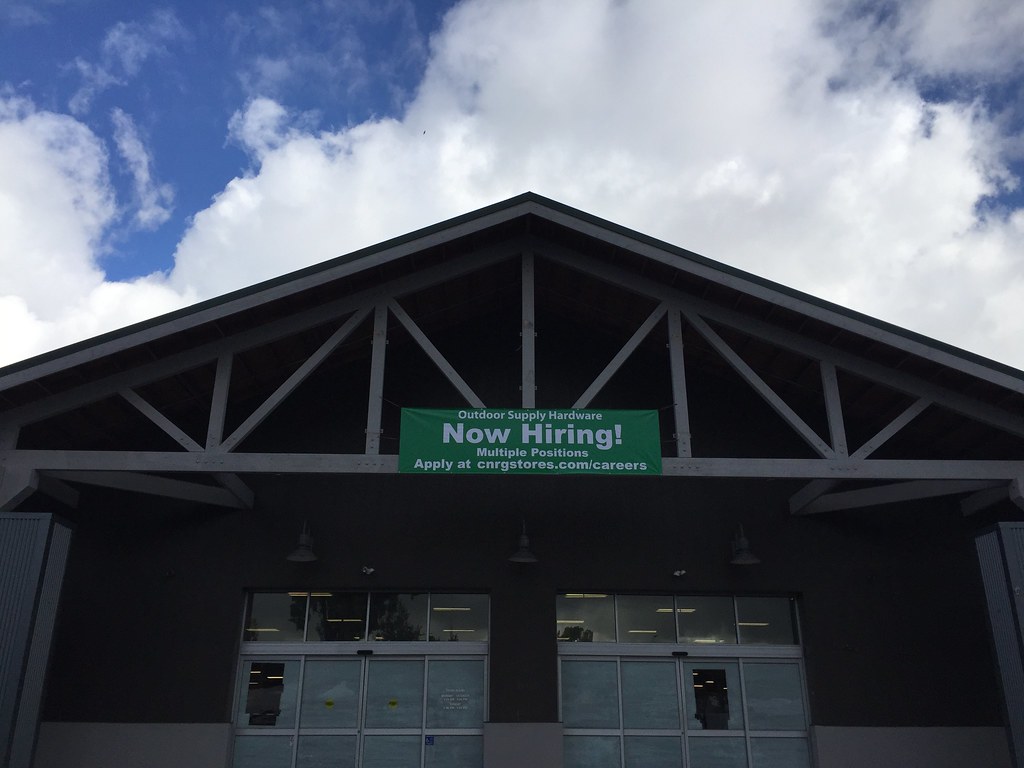 Outdoor Supply Hardware
Now Hiring!
Multiple Positions
Apply at cnrgstores.com/careers